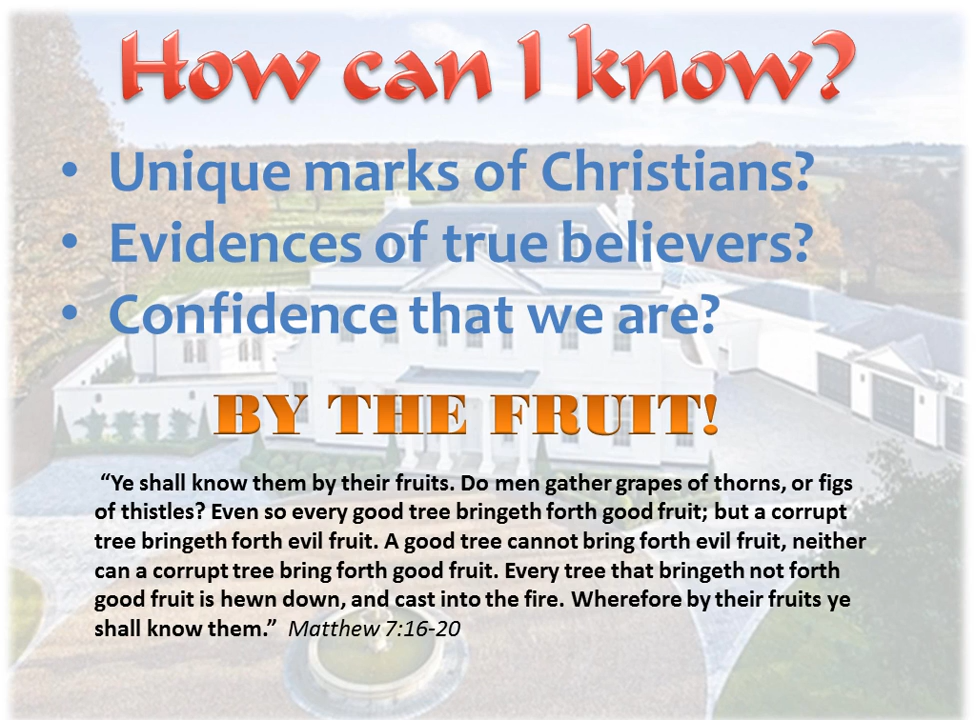 How can I know?
• Unique marks of Christians?
• Evidences of true believers?
• Confidence that we are?
BY THE FRUIT!
“Ye shall know them by their fruits. Do men gather grapes of thorns, or figs
of thistles? Even so every good tree bringeth forth good fruit; but a corrupt
tree bringeth forth evil fruit. A good tree cannot bring forth evil fruit, neither
can a corrupt tree bring forth good fruit. Every tree that bringeth not forth
good fruit is hewn down, and cast into the fire. Wherefore by their fruits ye
shall know them.” Matthew 7:16-20